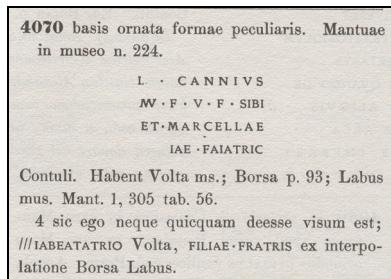 4070 basis ornata formae peculiaris. Mantuae
in museo n. 224.
L · CANNIVS
M · F · V · F · SIBI
ET · MARCELLAE
IAE · FAIATRIC
Contuli. Habent Volta ms.; Borsa p. 93; Labus
mus. Mant. 1, 305 tab. 56.
4 sic ego neque quicquam deesse visum est;
///IABEATATRIO Volta, FILIAE · FRATRIS ex interpo-
latione Borsa Labus.